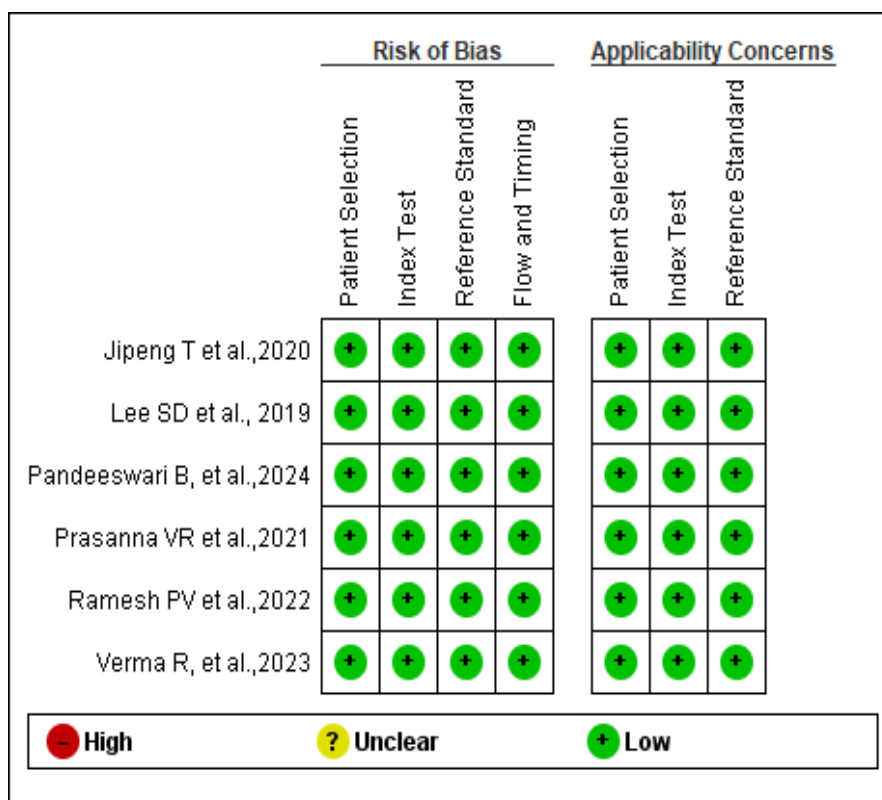 Risk of Bias Applicability Concerns
Patient Selection
Index Test
Reference Standard
Flow and Timing
Patient Selection
Index Test
Reference Standard
Jipeng T et al.,2020 + + + + + + +
Lee SD et al., 2019 + + + + + + +
Pandeeswari B, et al.,2024 + + + + + + +
Prasanna VR et al.,2021 + + + + + + +
Ramesh PV et al.,2022 + + + + + + +
Verma R, et al.,2023 + + + + + + +
- High ? Unclear + Low